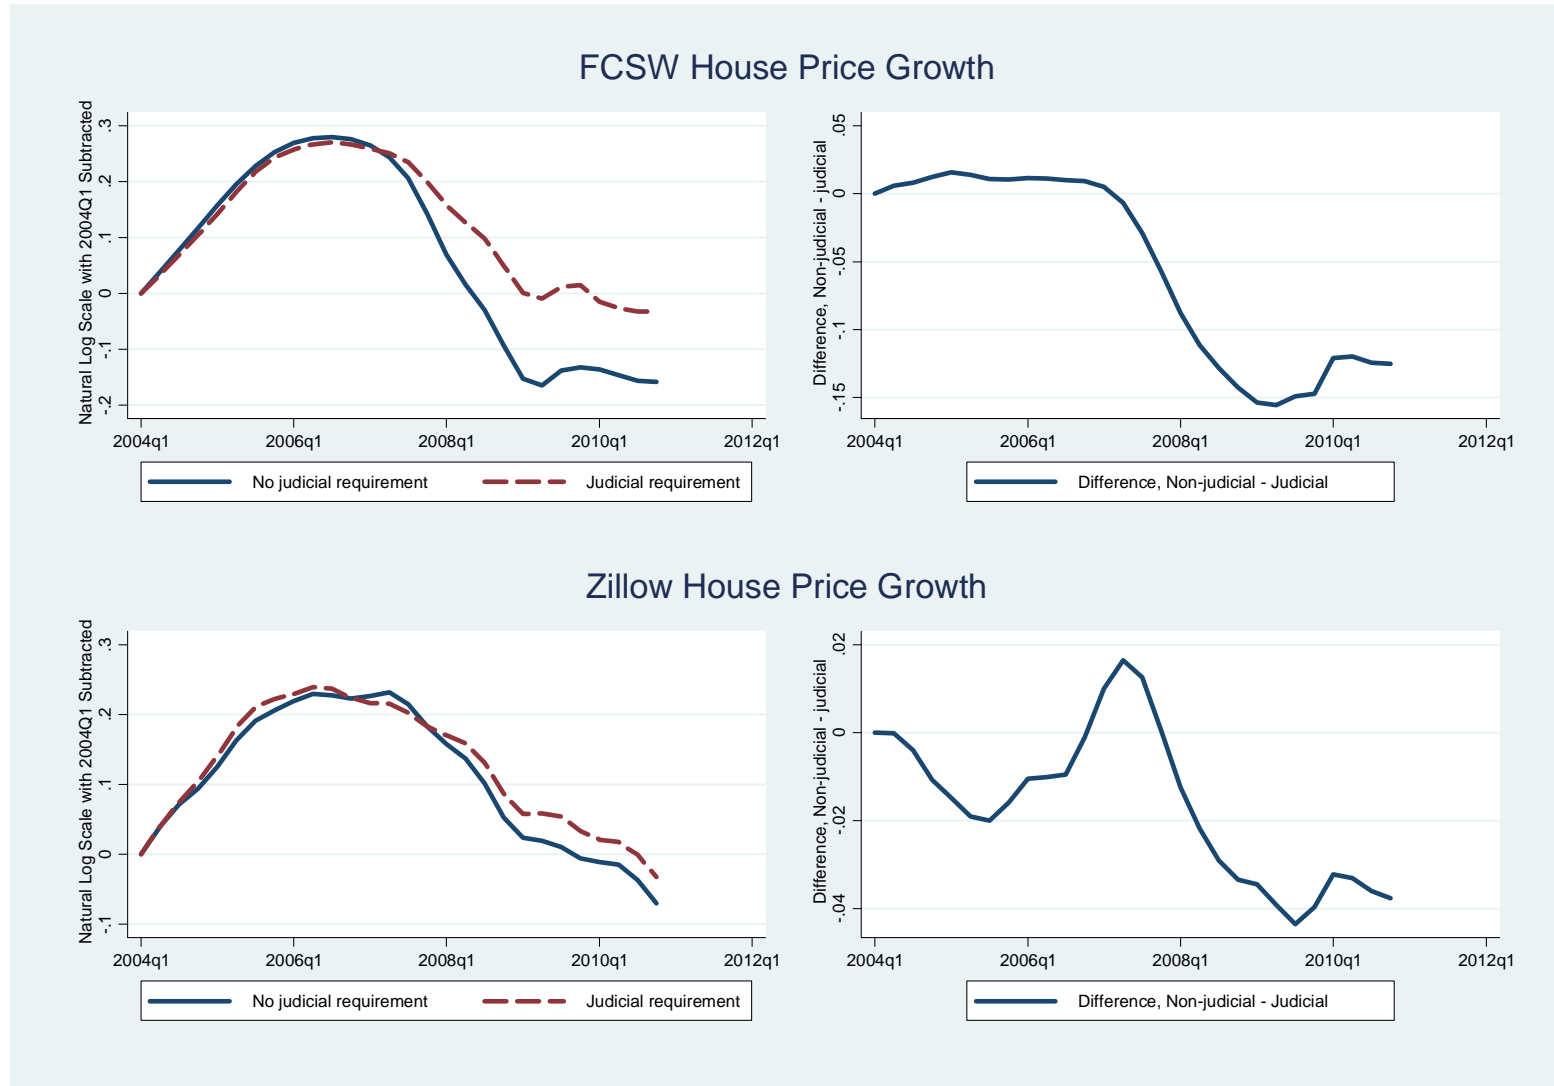 FCSW House Price Growth
Natural Log Scale with 2004Q1 Subtracted
.3
.2
.1
0
-.1
-.2
2004q1 2006q1 2008q1 2010q1 2012q1
No judicial requirement Judicial requirement
Difference, Non-judicial - judicial
.05
0
-.05
-.1
-.15
2004q1 2006q1 2008q1 2010q1 2012q1
Difference, Non-judicial - Judicial
Zillow House Price Growth
Natural Log Scale with 2004Q1 Subtracted
.3
.2
.1
0
-.1
2004q1 2006q1 2008q1 2010q1 2012q1
No judicial requirement Judicial requirement
Difference, Non-judicial - judicial
.02
0
-.02
-.04
2004q1 2006q1 2008q1 2010q1 2012q1
Difference, Non-judicial - Judicial